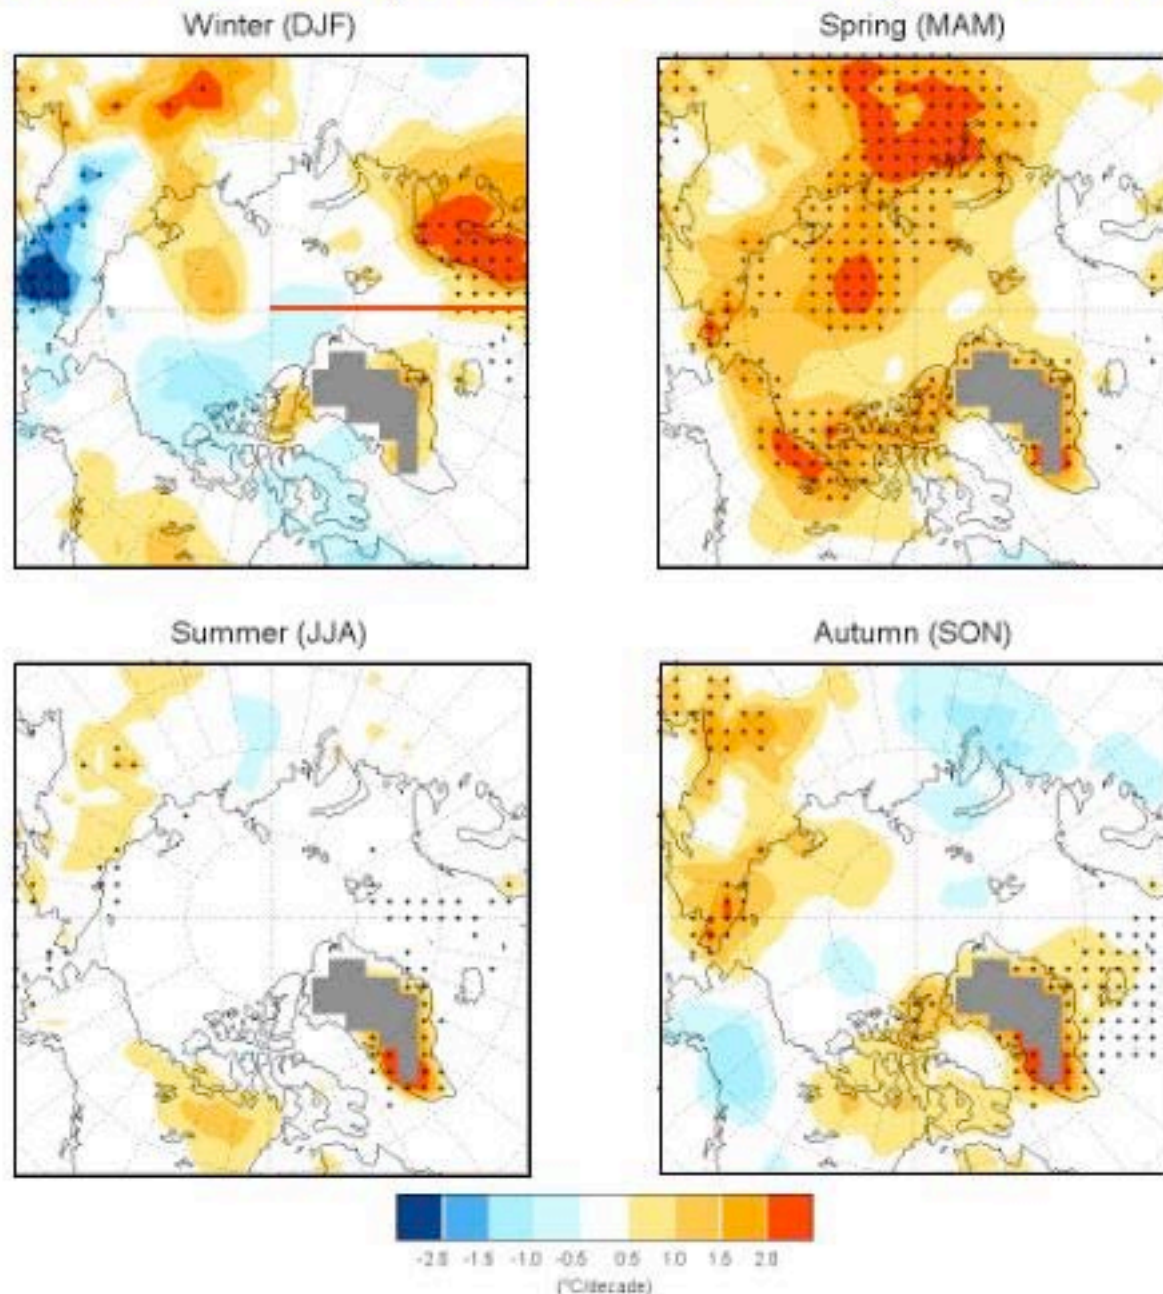 Winter (DJF)
Spring (MAM)
Summer (JJA)
Autumn (SON)
-2.0 -1.5 -1.0 -0.5 0.5 1.0 1.5 2.0
(°C/decade)